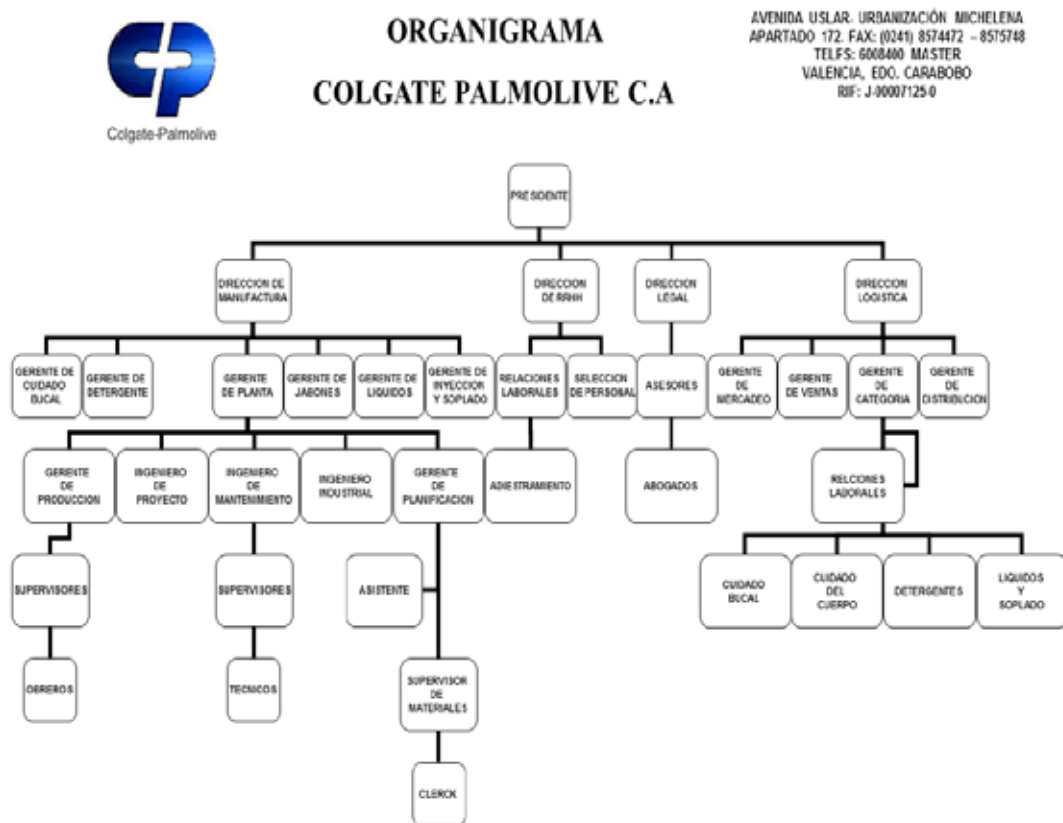 ORGANIGRAMA
COLGATE PALMOLIVE C.A
AVENIDA USLAR- URBANIZACIÓN MICHELENA
APARTADO 172. FAX: (0241) 8574472 – 8575748
TELFS: 6008400 MASTER
VALENCIA, EDO. CARABOBO
RIF: J-00007125-0
Colgate-Palmolive
PRESIDENTE
DIRECCION DE
MANUFACTURA
DIRECCION
DE RRHH
DIRECCION
LEGAL
DIRECCION
LOGISTICA
GERENTE DE
CUIDADO
BUCAL
GERENTE DE
DETERGENTE
GERENTE
DE PLANTA
GERENTE DE
JABONES
GERENTE DE
LIQUIDOS
GERENTE DE
INYECCION
Y SOPLADO
RELACIONES
LABORALES
SELECCION
DE PERSONAL
ASESORES
GERENTE
DE
MERCADEO
GERENTE
DE VENTAS
GERENTE
DE
CATEGORIA
GERENTE
DE
DISTRIBUCION
GERENTE
DE
PRODUCCION
INGENIERO
DE
PROYECTO
INGENIERO
DE
MANTENIMIENTO
INGENIERO
INDUSTRIAL
GERENTE
DE
PLANIFICACION
ADIESTRAMIENTO
ABOGADOS
RELCIONES
LABORALES
SUPERVISORES
SUPERVISORES
ASISTENTE
CUIDADO
BUCAL
CUIDADO
DEL
CUERPO
DETERGENTES
LIQUIDOS
Y
SOPLADO
OBREROS
TECNICOS
SUPERVISOR
DE
MATERIALES
CLERCK